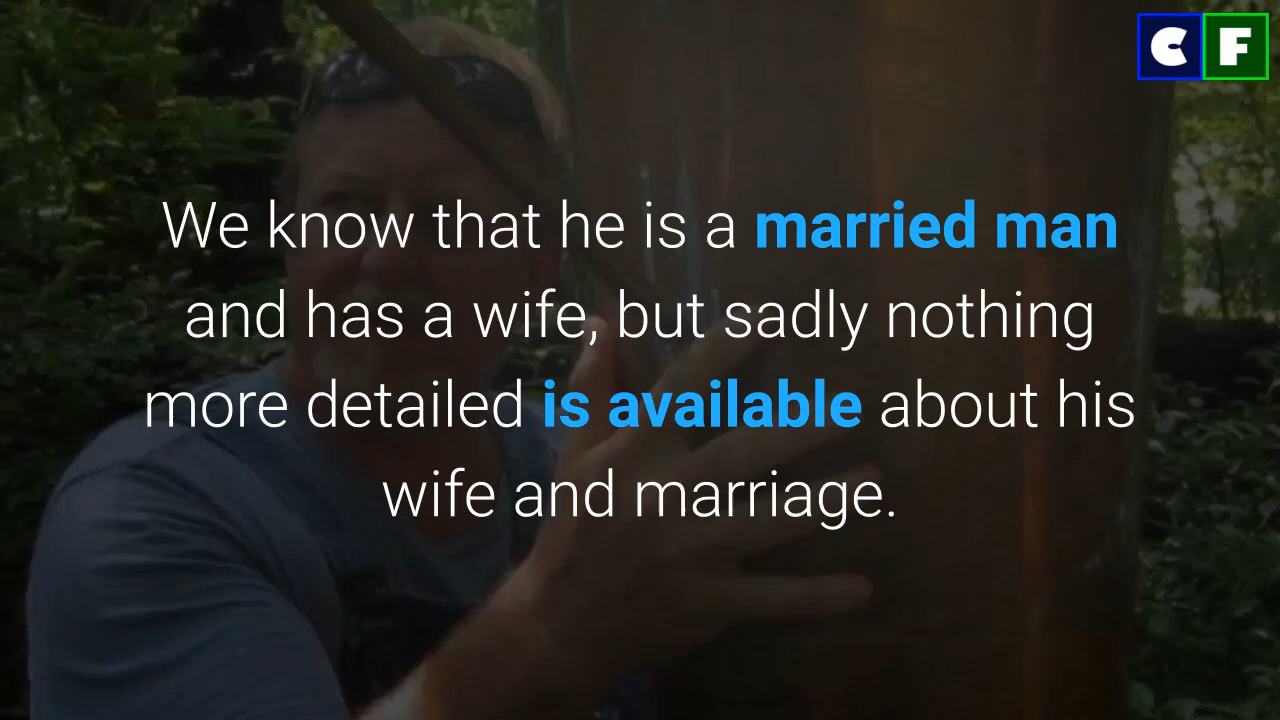 C F
We know that he is a married man
and has a wife, but sadly nothing
more detailed is available about his
wife and marriage.